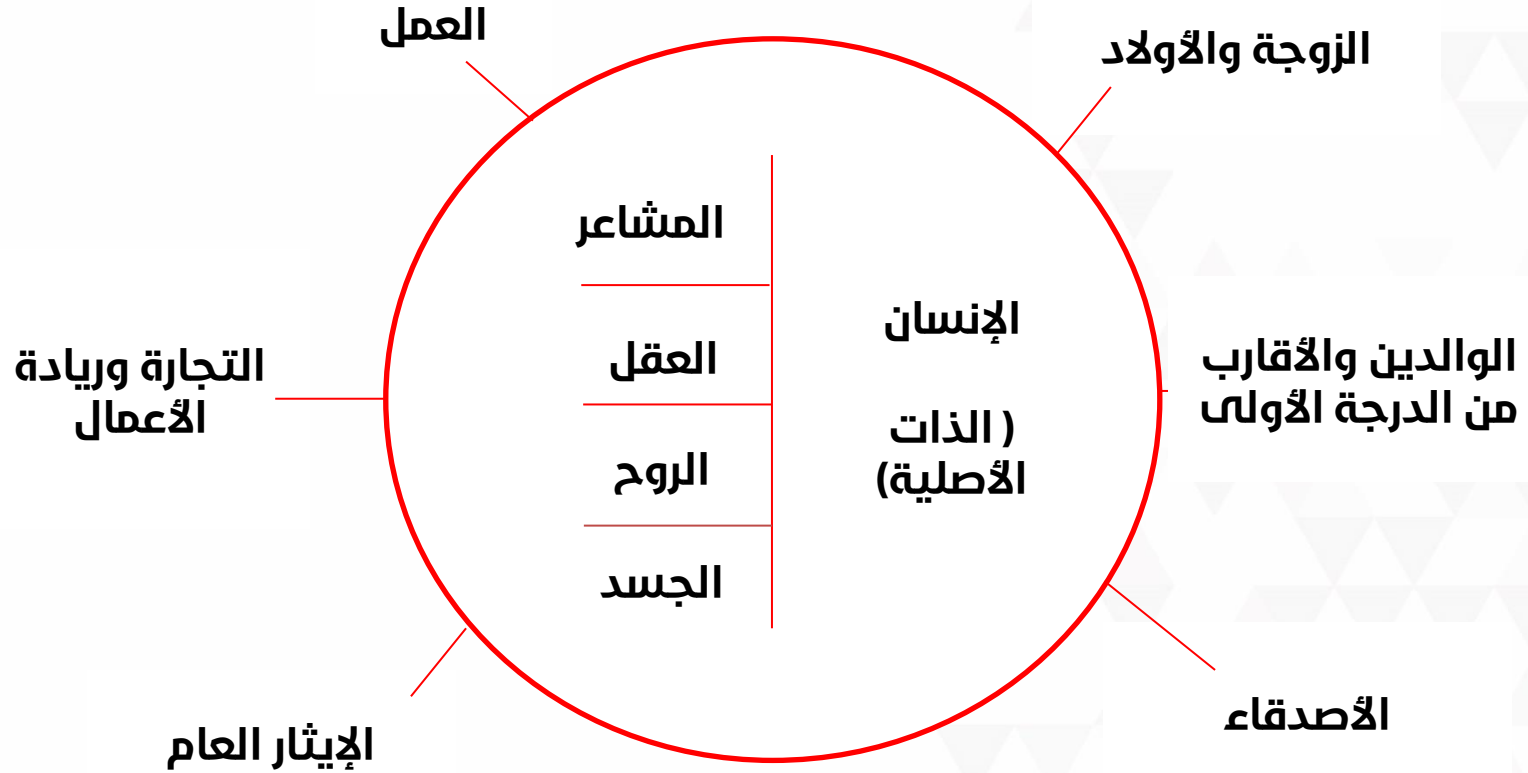 العمل
الزوجة والأولاد
المشاعر
الإنسان
العقل
الوالدين والأقارب
من الدرجة الأولى
التجارة وريادة
الأعمال
( الذات
الأصلية)
الروح
الجسد
الأصدقاء
الإيثار العام